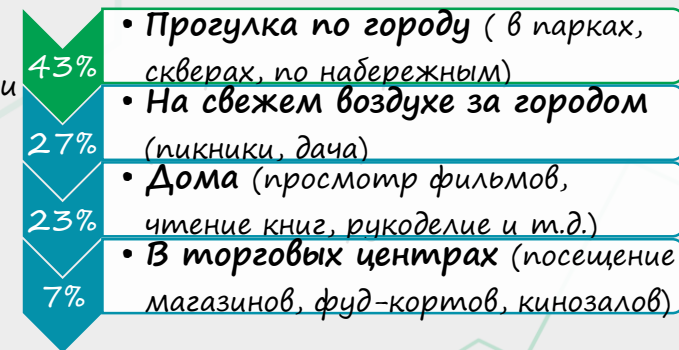 43%
• Прогулка по городу ( в парках,
скверах, по набережным)
и
27%
• На свежем воздухе за городом
(пикники, дача)
23%
• Дома (просмотр фильмов,
чтение книг, рукоделие и т.д.)
7%
• В торговых центрах (посещение
магазинов, фуд-кортов, кинозалов)